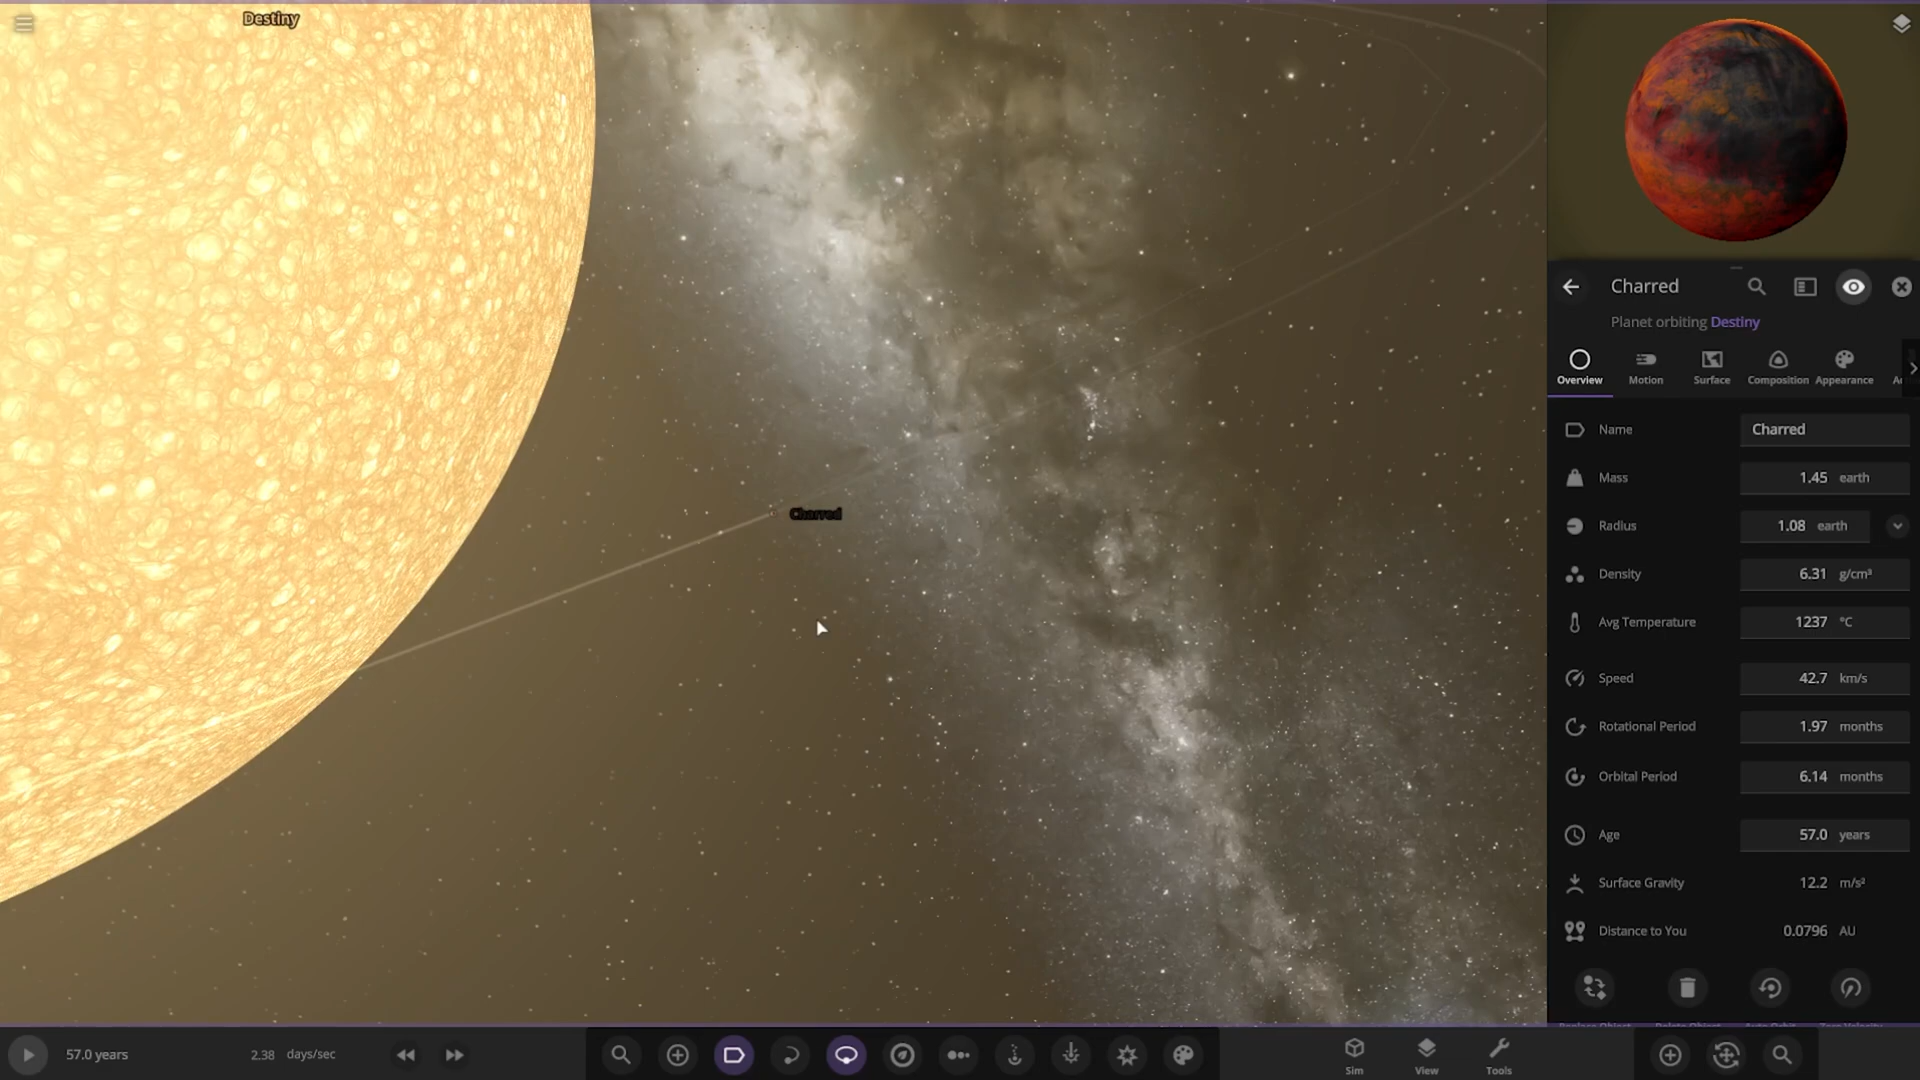 Destiny
Charred
Charred
Planet orbiting Destiny
Overview
Motion
Surface
Composition
Appearance
Name Charred
Mass 1.45 earth
Radius 1.08 earth
Density 6.31 g/cm³
Avg Temperature 1237 °C
Speed 42.7 km/s
Rotational Period 1.97 months
Orbital Period 6.14 months
Age 57.0 years
Surface Gravity 12.2 m/s²
Distance to You 0.0796 AU
57.0 years
2.38 days/sec
Sim
View
Tools